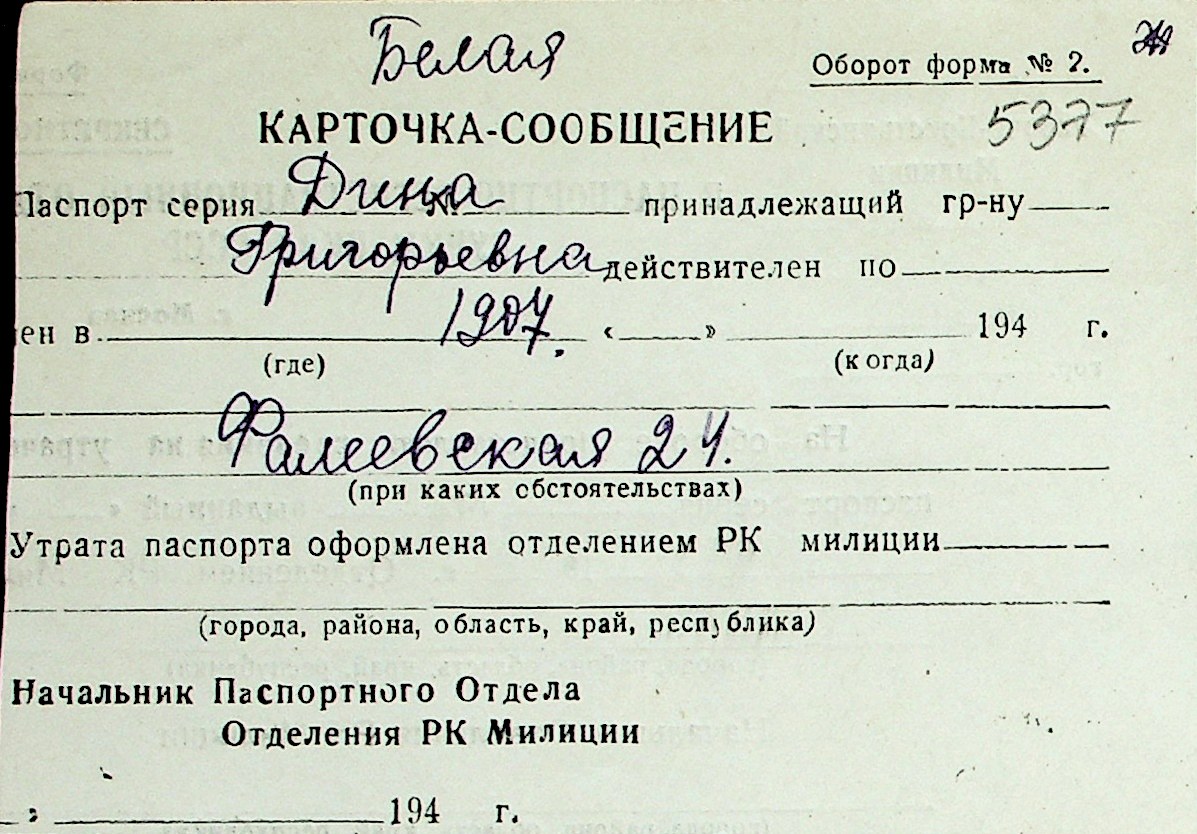 Белая
Оборот форма № 2.
КАРТОЧКА-СООБЩЕНИЕ 5377
Паспорт серия Дина № принадлежащий гр-ну
Григорьевна действителен по
ен в 1907. « » 194 г.
(где) (когда)
Фалеевская 24.
(при каких обстоятельствах)
Утрата паспорта оформлена отделением РК милиции
(города, района, область, край, республика)
Начальник Паспортного Отдела
Отделения РК Милиции
» 194 г.